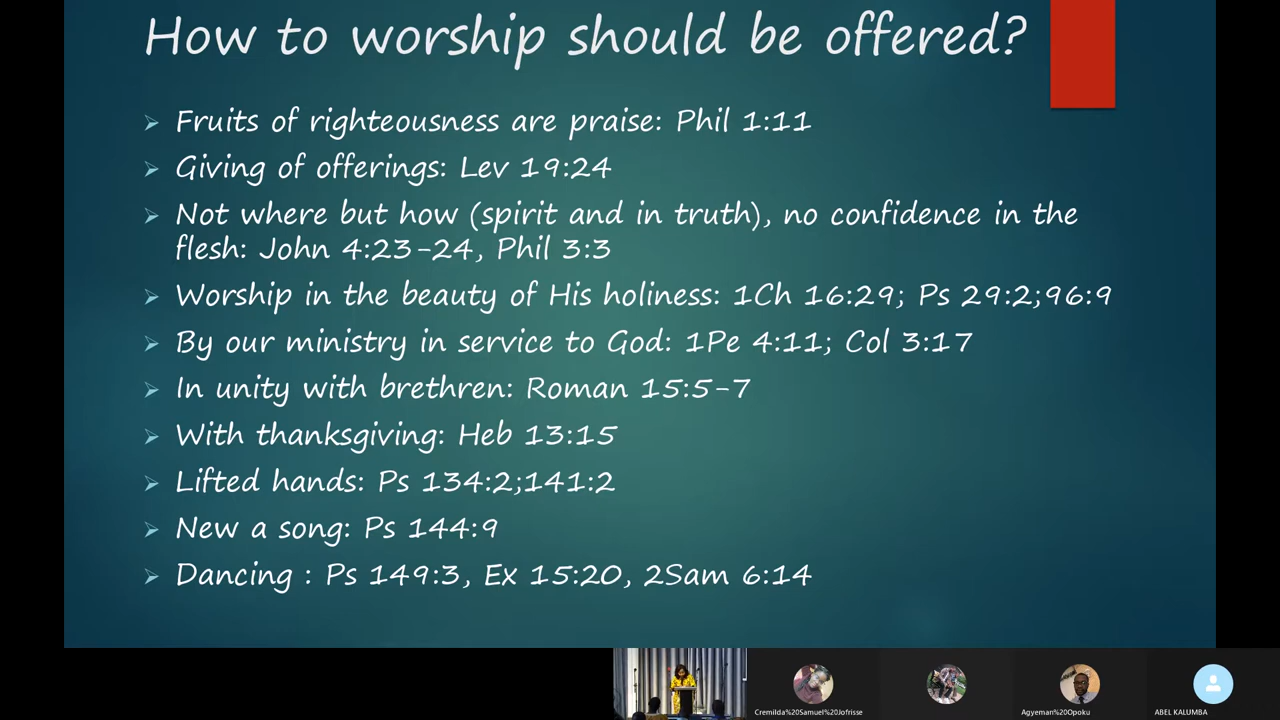 How to worship should be offered?
Fruits of righteousness are praise: Phil 1:11
Giving of offerings: Lev 19:24
Not where but how (spirit and in truth), no confidence in the
flesh: John 4:23-24, Phil 3:3
Worship in the beauty of His holiness: 1Ch 16:29; Ps 29:2;96:9
By our ministry in service to God: 1Pe 4:11; Col 3:17
In unity with brethren: Roman 15:5-7
With thanksgiving: Heb 13:15
Lifted hands: Ps 134:2;141:2
New a song: Ps 144:9
Dancing : Ps 149:3, Ex 15:20, 2Sam 6:14
Cremilda%20Samuel%20Jofrisse
Agyeman%20Opoku
ABEL KALUMBA